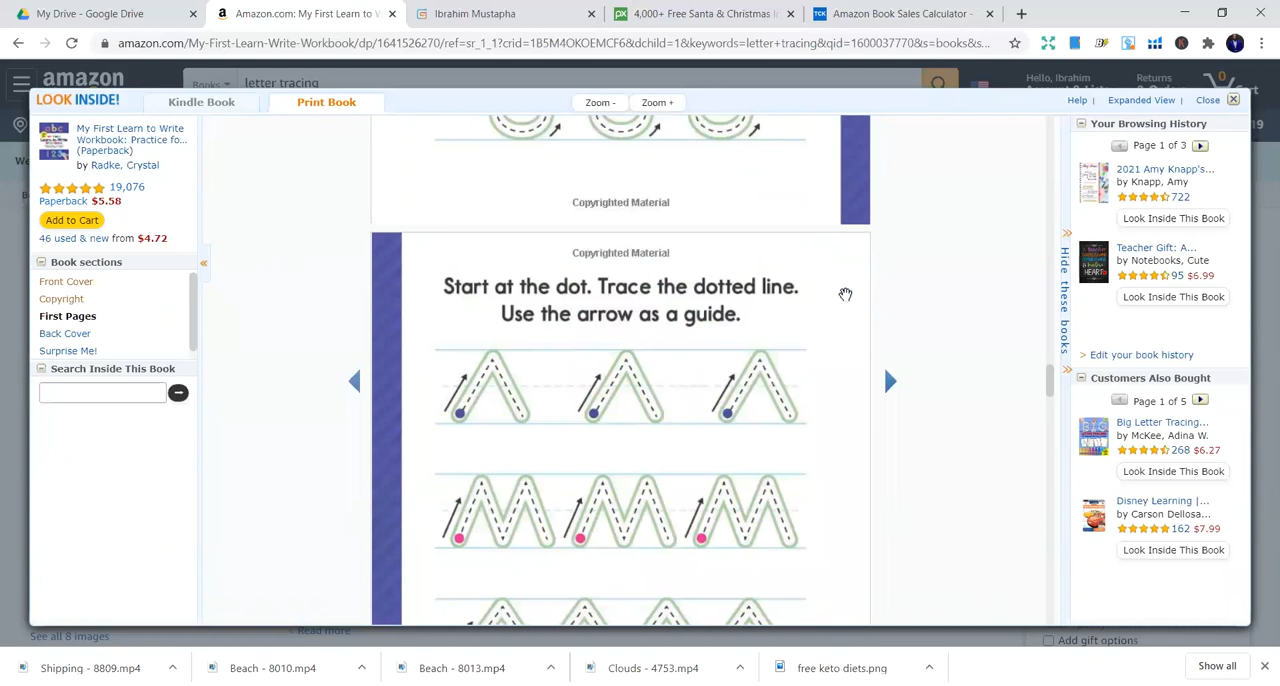 My Drive - Google Drive
Amazon.com: My First Learn to W
Ibrahim Mustapha
4,000+ Free Santa & Christmas I
Amazon Book Sales Calculator -
amazon.com/My-First-Learn-Write-Workbook/dp/1641526270/ref=sr_1_1?crid=1B5M4OKOEMCF6&dchild=1&keywords=letter+tracing&qid=1600037770&s=books&s...
amazon
Books
letter tracing
Hello, Ibrahim
Returns
0
LOOK INSIDE!
Kindle Book
Print Book
Zoom -
Zoom +
Help |
Expanded View |
Close
My First Learn to Write
Workbook: Practice fo...
(Paperback)
by Radke, Crystal
19,076
Paperback $5.58
Add to Cart
46 used & new from $4.72
Book sections
Front Cover
Copyright
First Pages
Back Cover
Surprise Me!
Search Inside This Book
Copyrighted Material
Copyrighted Material
Start at the dot. Trace the dotted line.
Use the arrow as a guide.
Hide these books
Your Browsing History
Page 1 of 3
2021 Amy Knapp's...
by Knapp, Amy
722
Look Inside This Book
Teacher Gift: A...
by Notebooks, Cute
95 $6.99
Look Inside This Book
> Edit your book history
Customers Also Bought
Page 1 of 5
Big Letter Tracing...
by McKee, Adina W.
268 $6.27
Look Inside This Book
Disney Learning |...
by Carson Dellosa...
162 $7.99
Look Inside This Book
See all 8 images
Read more
Add gift options
Shipping - 8809.mp4
Beach - 8010.mp4
Beach - 8013.mp4
Clouds - 4753.mp4
free keto diets.png
Show all